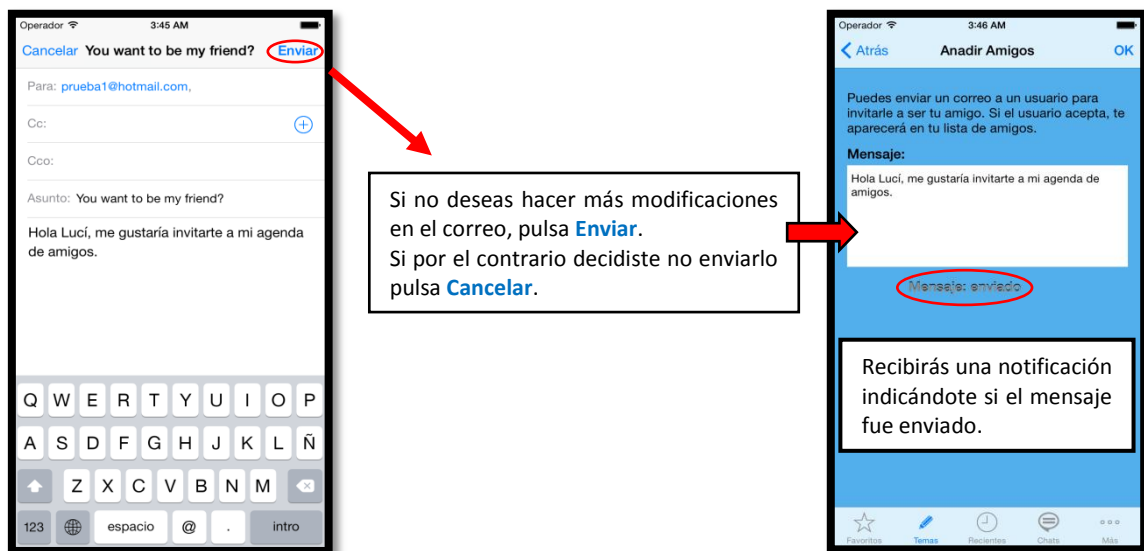 Operador 3:45 AM
Cancelar You want to be my friend? Enviar
Para: prueba1@hotmail.com,
Cc:
Cco:
Asunto: You want to be my friend?
Hola Lucí, me gustaría invitarte a mi agenda
de amigos.
Q W E R T Y U I O P
A S D F G H J K L Ñ
Z X C V B N M
123 espacio @ . intro
Si no deseas hacer más modificaciones
en el correo, pulsa Enviar.
Si por el contrario decidiste no enviarlo
pulsa Cancelar.
Operador 3:46 AM
Atrás Anadir Amigos OK
Puedes enviar un correo a un usuario para
invitarle a ser tu amigo. Si el usuario acepta, te
aparecerá en tu lista de amigos.
Mensaje:
Hola Lucí, me gustaría invitarte a mi agenda de
amigos.
Mensaje: enviado
Recibirás una notificación
indicándote si el mensaje
fue enviado.
Favoritos Temas Recientes Chats Más